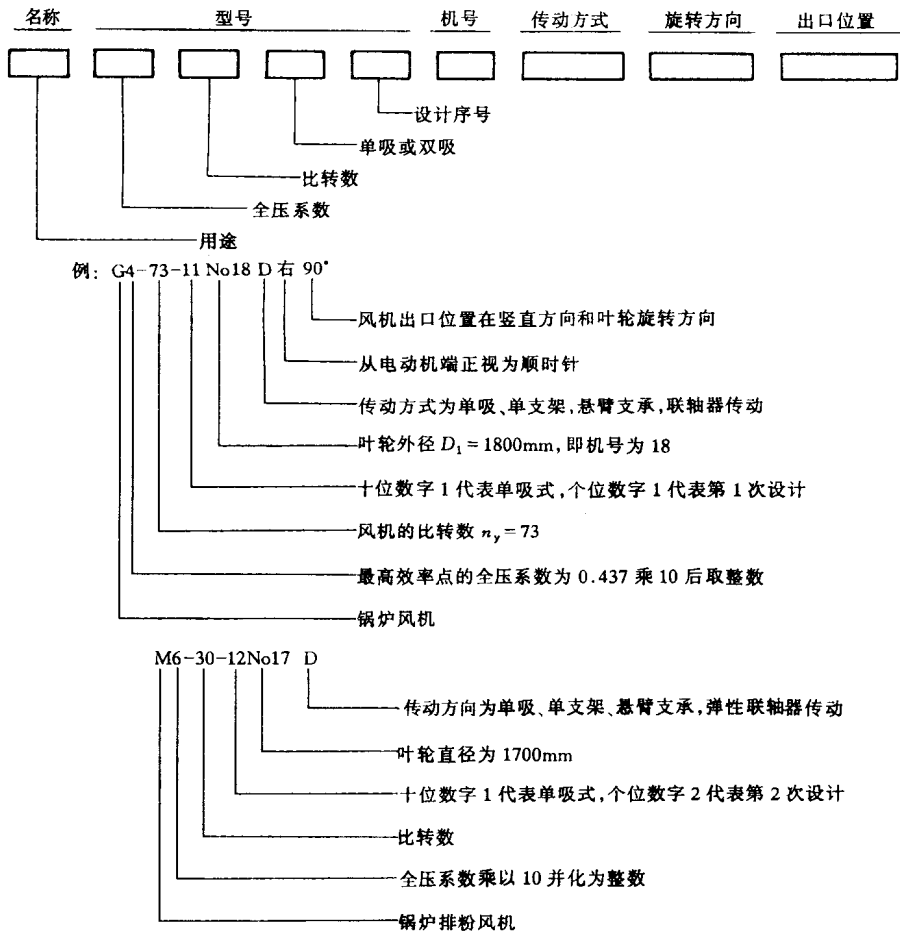 名称 型号 机号 传动方式 旋转方向 出口位置
设计序号
单吸或双吸
比转数
全压系数
用途
例: G4-73-11 No18 D 右 90°
风机出口位置在竖直方向和叶轮旋转方向
从电动机端正视为顺时针
传动方式为单吸、单支架,悬臂支承,联轴器传动
叶轮外径 D₁=1800mm,即机号为 18
十位数字 1 代表单吸式,个位数字 1 代表第 1 次设计
风机的比转数 nᵧ=73
最高效率点的全压系数为 0.437 乘 10 后取整数
锅炉风机
M6-30-12No17 D
传动方向为单吸、单支架、悬臂支承,弹性联轴器传动
叶轮直径为 1700mm
十位数字 1 代表单吸式,个位数字 2 代表第 2 次设计
比转数
全压系数乘以 10 并化为整数
锅炉排粉风机